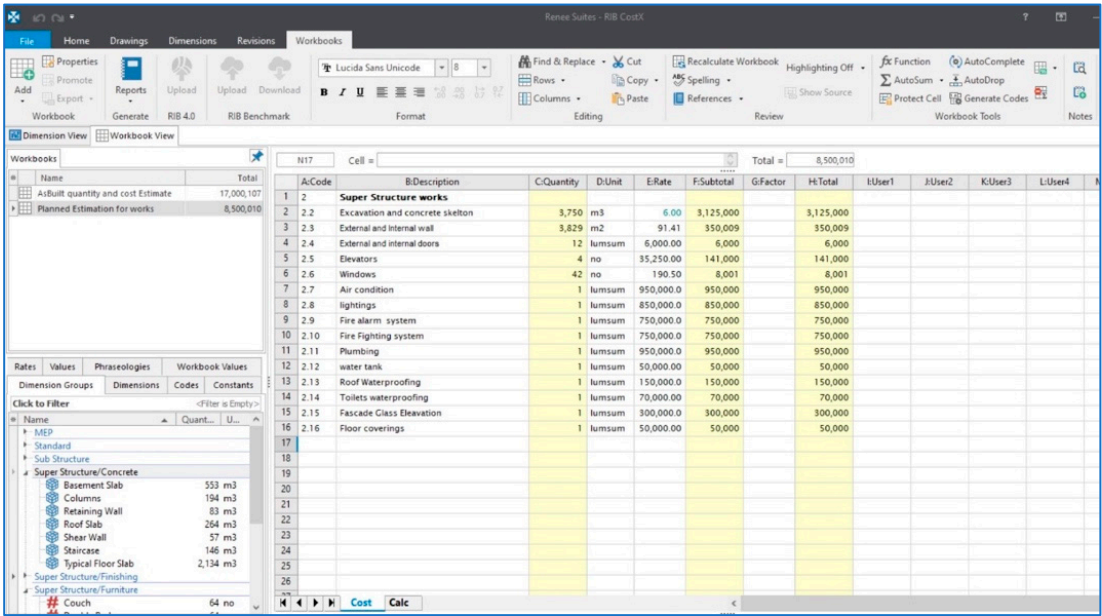 Renee Suites - RIB CostX
File Home Drawings Dimensions Revisions Workbooks
Add Properties Promote Export Reports Upload Upload Download
Lucida Sans Unicode 8
B I U
Find & Replace Rows Columns Cut Copy Paste
Recalculate Workbook Spelling References Highlighting Off Show Source
fx Function AutoSum Protect Cell AutoComplete AutoDrop Generate Codes
Workbook Generate RIB 4.0 RIB Benchmark Format Editing Review Workbook Tools Notes
Dimension View Workbook View
Workbooks
Name Total
AsBuilt quantity and cost Estimate 17,000,107
Planned Estimation for works 8,500,010
Rates Values Phraseologies Workbook Values
Dimension Groups Dimensions Codes Constants
Click to Filter <Filter is Empty>
Name Quant... U...
MEP
Standard
Sub Structure
Super Structure/Concrete
Basement Slab 553 m3
Columns 194 m3
Retaining Wall 83 m3
Roof Slab 264 m3
Shear Wall 57 m3
Staircase 146 m3
Typical Floor Slab 2,134 m3
Super Structure/Finishing
Super Structure/Furniture
Couch 64 no
N17 Cell = Total = 8,500,010
A:Code B:Description C:Quantity D:Unit E:Rate F:Subtotal G:Factor H:Total I:User1 J:User2 K:User3 L:User4
1 2 Super Structure works
2 2.2 Excavation and concrete skelton 3,750 m3 6.00 3,125,000 3,125,000
3 2.3 External and Internal wall 3,829 m2 91.41 350,009 350,009
4 2.4 External and internal doors 12 lumsum 6,000.00 6,000 6,000
5 2.5 Elevators 4 no 35,250.00 141,000 141,000
6 2.6 Windows 42 no 190.50 8,001 8,001
7 2.7 Air condition 1 lumsum 950,000.0 950,000 950,000
8 2.8 lightings 1 lumsum 850,000.0 850,000 850,000
9 2.9 Fire alarm system 1 lumsum 750,000.0 750,000 750,000
10 2.10 Fire Fighting system 1 lumsum 750,000.0 750,000 750,000
11 2.11 Plumbing 1 lumsum 950,000.0 950,000 950,000
12 2.12 water tank 1 lumsum 50,000.00 50,000 50,000
13 2.13 Roof Waterproofing 1 lumsum 150,000.0 150,000 150,000
14 2.14 Toilets waterproofing 1 lumsum 70,000.00 70,000 70,000
15 2.15 Fascade Glass Eleavation 1 lumsum 300,000.0 300,000 300,000
16 2.16 Floor coverings 1 lumsum 50,000.00 50,000 50,000
17
18
19
20
21
22
23
24
25
26
Cost Calc